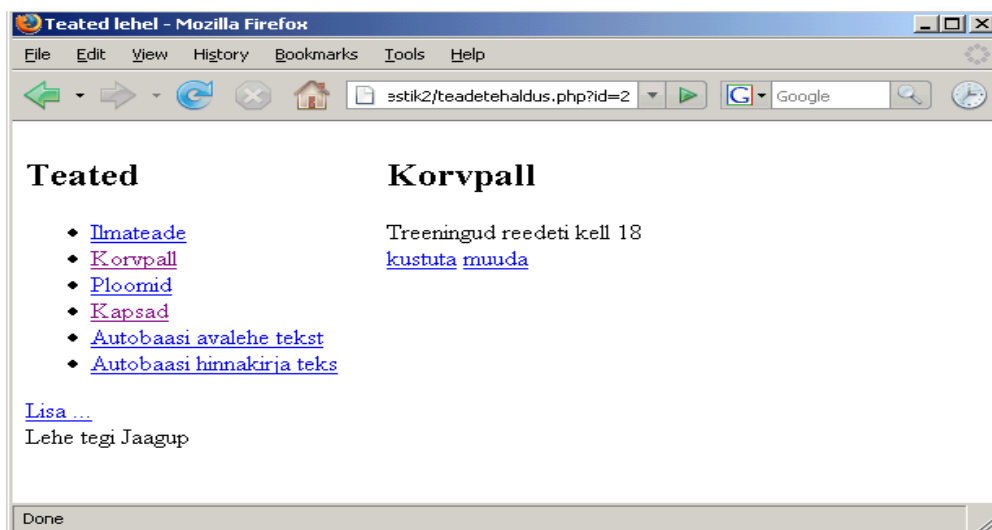 Teated lehel - Mozilla Firefox
File Edit View History Bookmarks Tools Help
estik2/teadetehaldus.php?id=2 G Google
Teated
Ilmateade
Korvpall
Ploomid
Kapsad
Autobaasi avalehe tekst
Autobaasi hinnakirja teks
Lisa ...
Lehe tegi Jaagup
Korvpall
Treeningud reedeti kell 18
kustuta muuda
Done